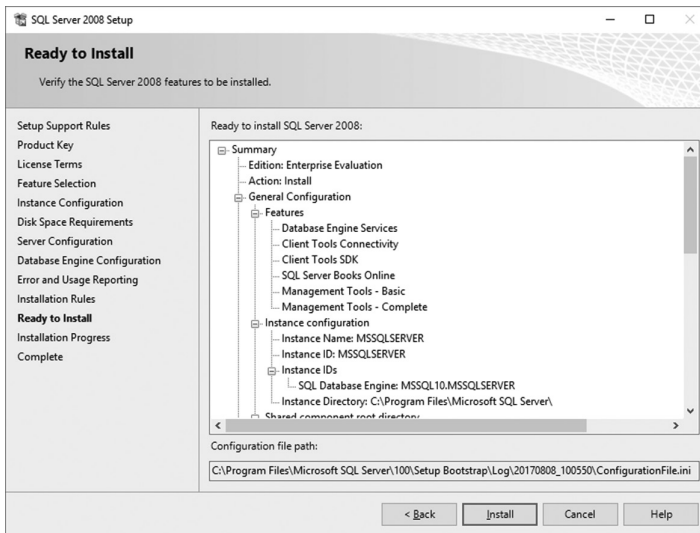 SQL Server 2008 Setup
Ready to Install
Verify the SQL Server 2008 features to be installed.
Setup Support Rules
Product Key
License Terms
Feature Selection
Instance Configuration
Disk Space Requirements
Server Configuration
Database Engine Configuration
Error and Usage Reporting
Installation Rules
Ready to Install
Installation Progress
Complete
Ready to install SQL Server 2008:
Summary
Edition: Enterprise Evaluation
Action: Install
General Configuration
Features
Database Engine Services
Client Tools Connectivity
Client Tools SDK
SQL Server Books Online
Management Tools - Basic
Management Tools - Complete
Instance configuration
Instance Name: MSSQLSERVER
Instance ID: MSSQLSERVER
Instance IDs
SQL Database Engine: MSSQL10.MSSQLSERVER
Instance Directory: C:\Program Files\Microsoft SQL Server\
Shared component root directory
Configuration file path:
C:\Program Files\Microsoft SQL Server\100\Setup Bootstrap\Log\20170808_100550\ConfigurationFile.ini
< Back
Install
Cancel
Help